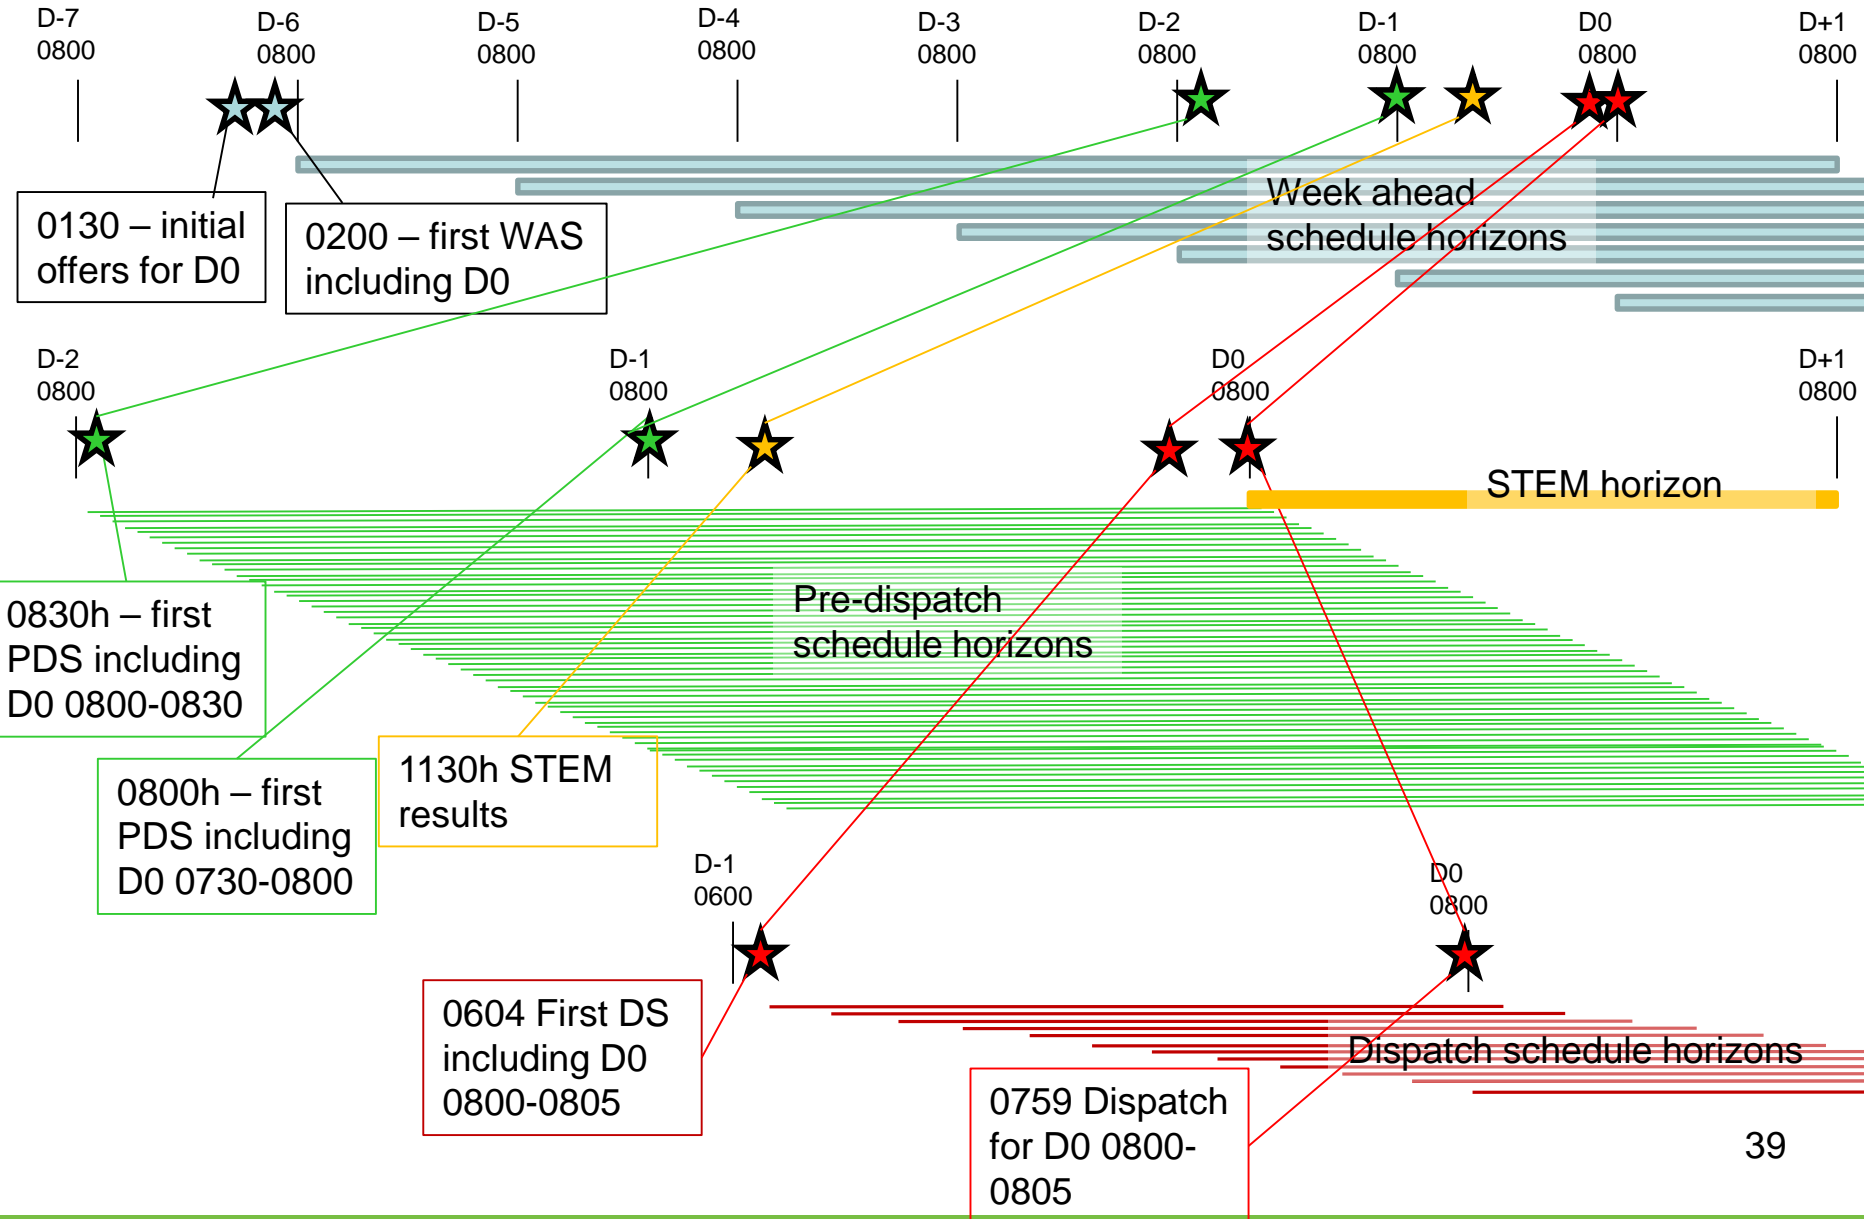 D-7
0800
D-6
0800
D-5
0800
D-4
0800
D-3
0800
D-2
0800
D-1
0800
D0
0800
D+1
0800
0130 – initial
offers for D0
0200 – first WAS
including D0
Week ahead
schedule horizons
D-2
0800
D-1
0800
D0
0800
D+1
0800
STEM horizon
Pre-dispatch
schedule horizons
0830h – first
PDS including
D0 0800-0830
0800h – first
PDS including
D0 0730-0800
1130h STEM
results
D-1
0600
D0
0800
0604 First DS
including D0
0800-0805
Dispatch schedule horizons
0759 Dispatch
for D0 0800-
0805
39